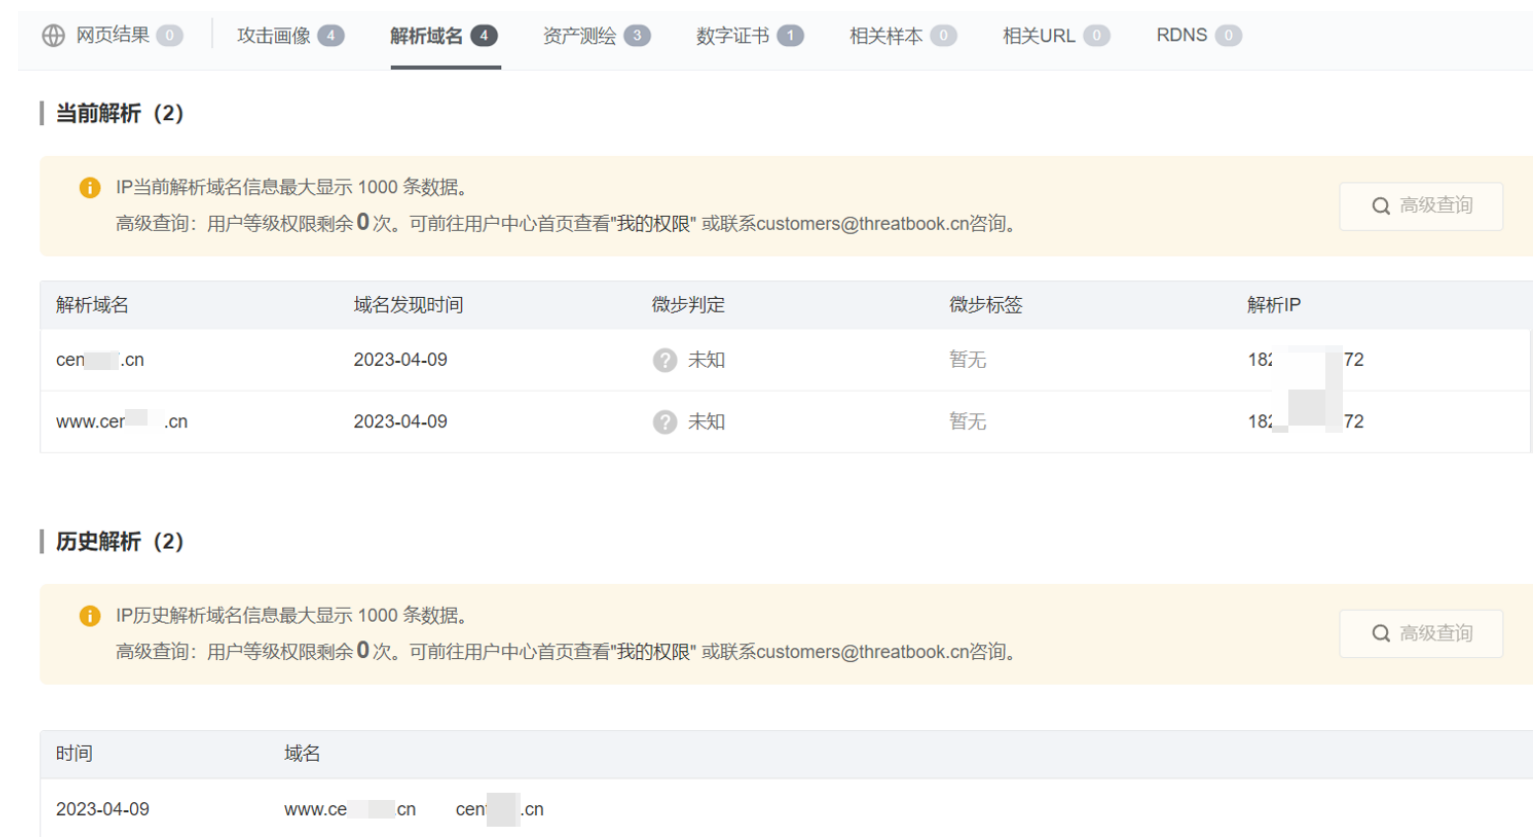 网页结果 0 攻击画像 4 解析域名 4 资产测绘 3 数字证书 1 相关样本 0 相关URL 0 RDNS 0
当前解析（2）
IP当前解析域名信息最大显示 1000 条数据。
高级查询：用户等级权限剩余 0 次。可前往用户中心首页查看"我的权限" 或联系customers@threatbook.cn咨询。
高级查询
解析域名 域名发现时间 微步判定 微步标签 解析IP
cen .cn 2023-04-09 ? 未知 暂无 182 72
www.cer .cn 2023-04-09 ? 未知 暂无 182 72
历史解析（2）
IP历史解析域名信息最大显示 1000 条数据。
高级查询：用户等级权限剩余 0 次。可前往用户中心首页查看"我的权限" 或联系customers@threatbook.cn咨询。
高级查询
时间 域名
2023-04-09 www.ce .cn cen .cn